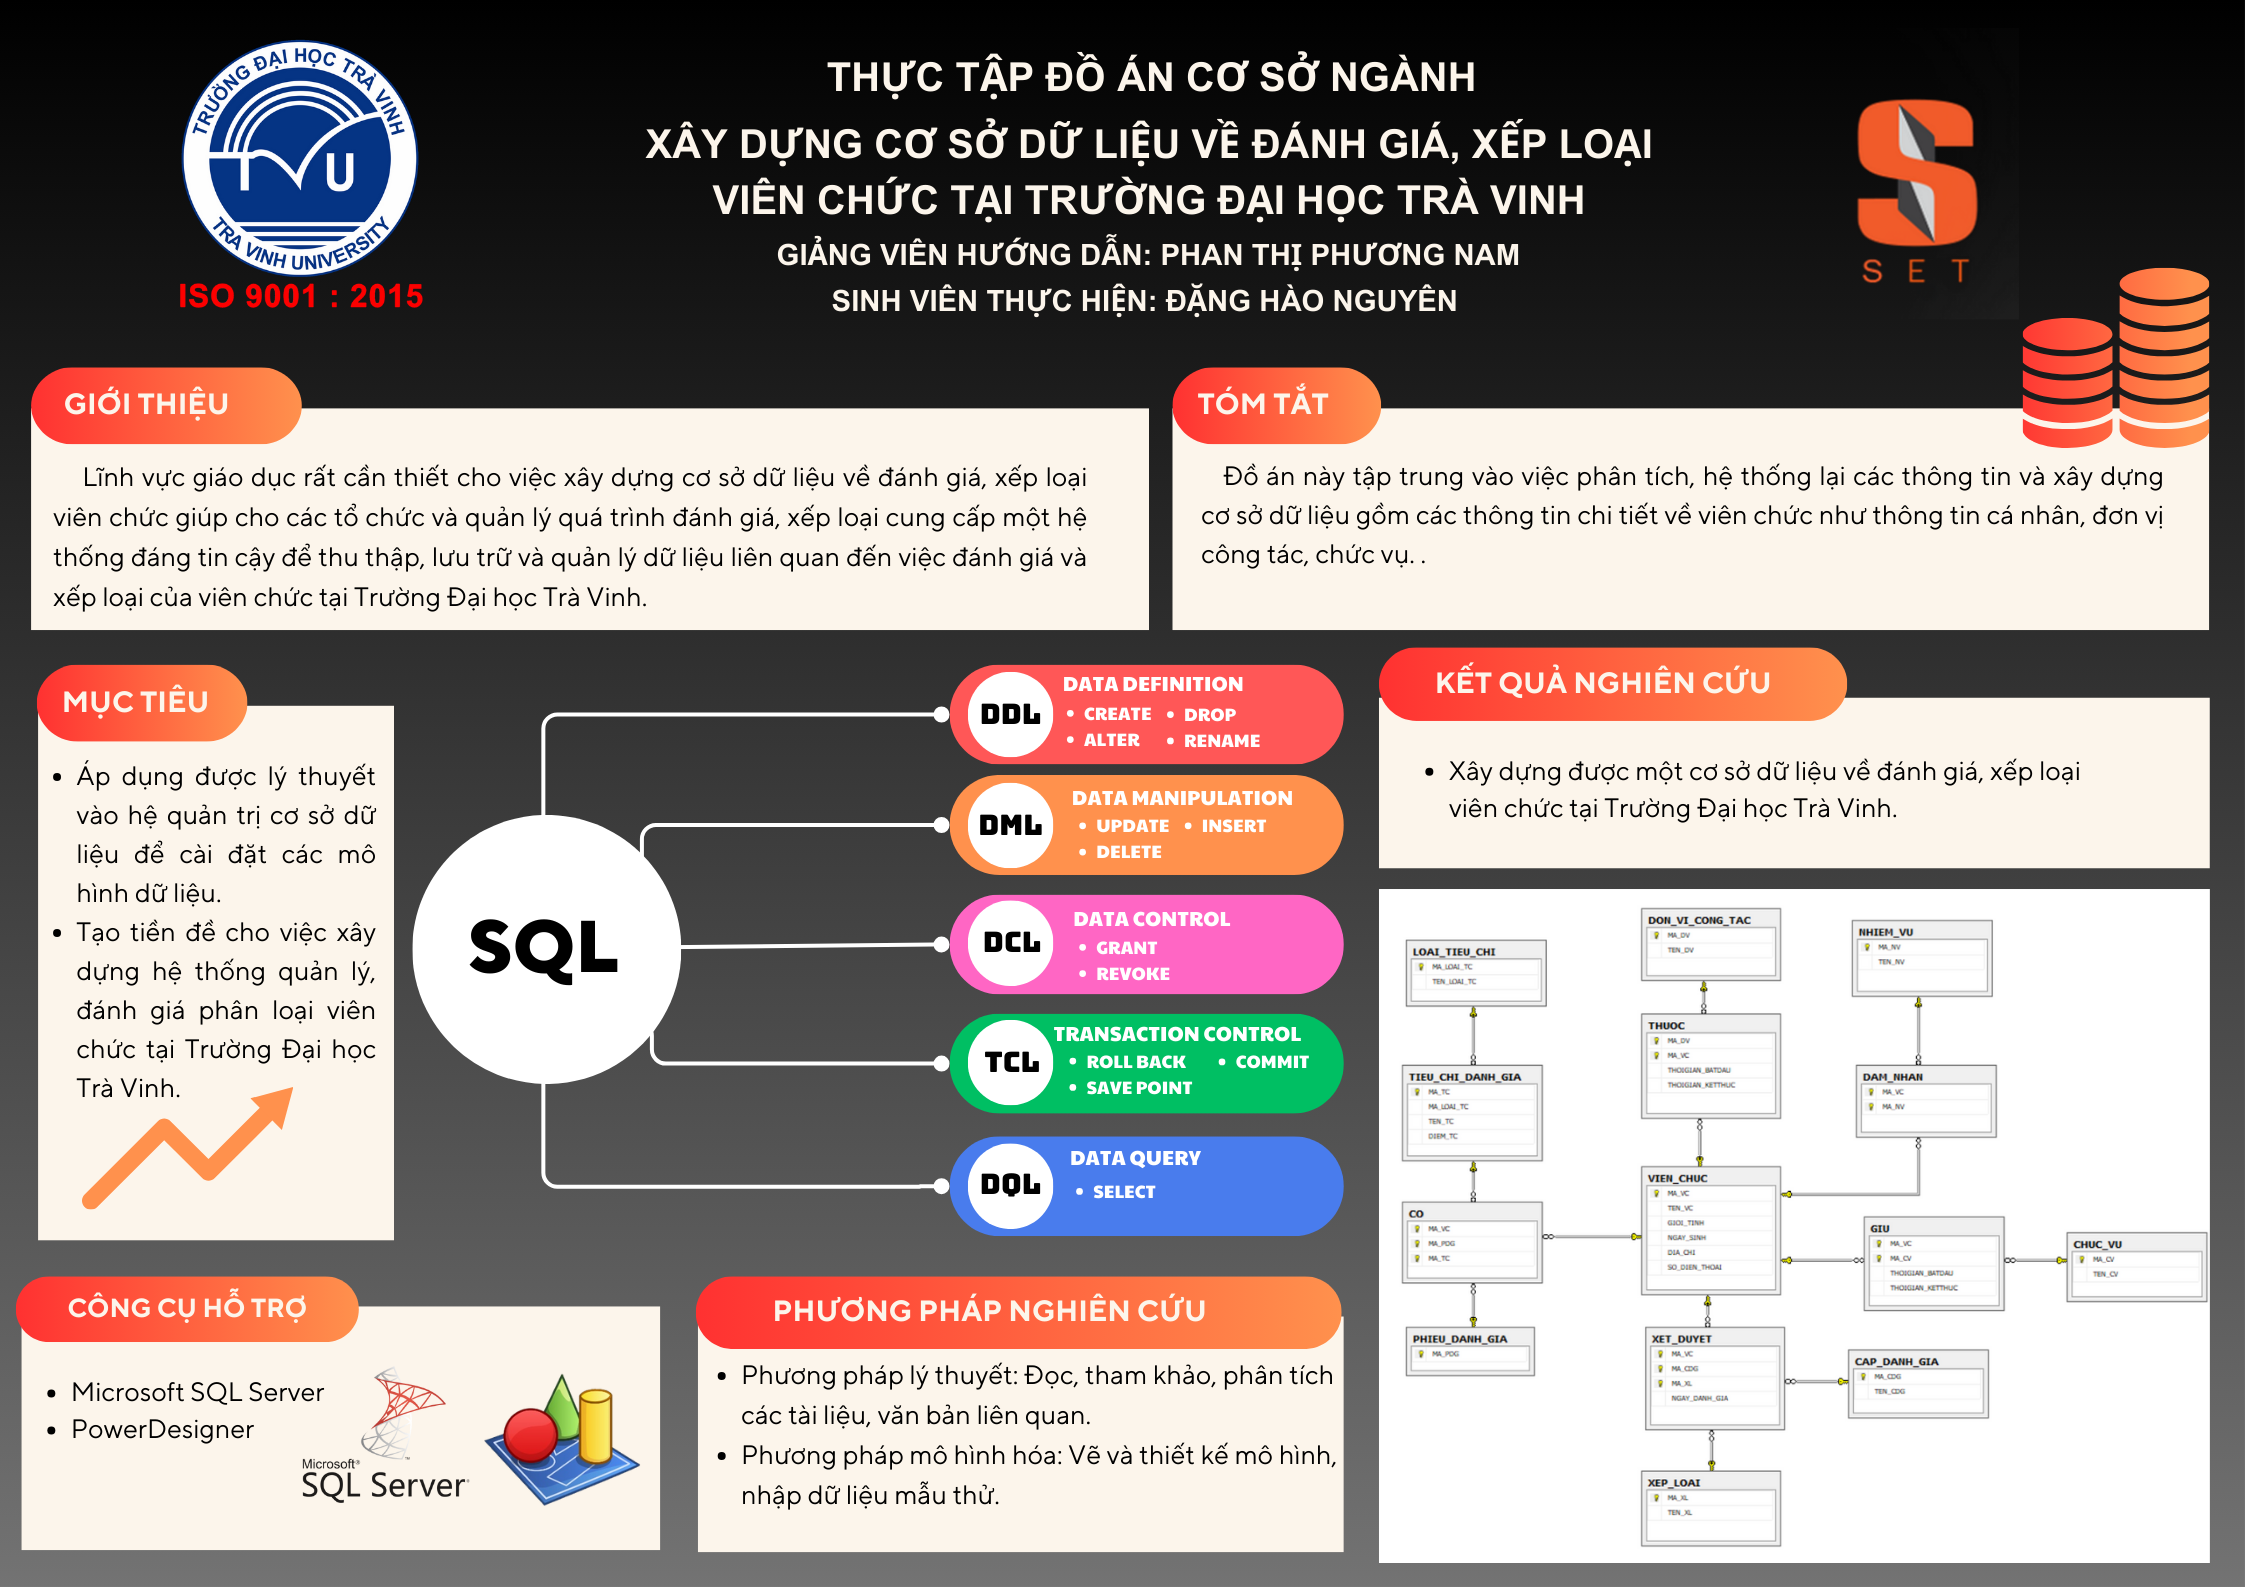 TRƯỜNG ĐẠI HỌC TRÀ VINH
T V U
TRA VINH UNIVERSITY
ISO 9001 : 2015
THỰC TẬP ĐỒ ÁN CƠ SỞ NGÀNH
XÂY DỰNG CƠ SỞ DỮ LIỆU VỀ ĐÁNH GIÁ, XẾP LOẠI
VIÊN CHỨC TẠI TRƯỜNG ĐẠI HỌC TRÀ VINH
GIẢNG VIÊN HƯỚNG DẪN: PHAN THỊ PHƯƠNG NAM
SINH VIÊN THỰC HIỆN: ĐẶNG HÀO NGUYÊN
SET
GIỚI THIỆU
Lĩnh vực giáo dục rất cần thiết cho việc xây dựng cơ sở dữ liệu về đánh giá, xếp loại
viên chức giúp cho các tổ chức và quản lý quá trình đánh giá, xếp loại cung cấp một hệ
thống đáng tin cậy để thu thập, lưu trữ và quản lý dữ liệu liên quan đến việc đánh giá và
xếp loại của viên chức tại Trường Đại học Trà Vinh.
TÓM TẮT
Đồ án này tập trung vào việc phân tích, hệ thống lại các thông tin và xây dựng
cơ sở dữ liệu gồm các thông tin chi tiết về viên chức như thông tin cá nhân, đơn vị
công tác, chức vụ. .
MỤC TIÊU
• Áp dụng được lý thuyết
vào hệ quản trị cơ sở dữ
liệu để cài đặt các mô
hình dữ liệu.
• Tạo tiền đề cho việc xây
dựng hệ thống quản lý,
đánh giá phân loại viên
chức tại Trường Đại học
Trà Vinh.
SQL
DDL
DATA DEFINITION
• CREATE • DROP
• ALTER • RENAME
DML
DATA MANIPULATION
• UPDATE • INSERT
• DELETE
DCL
DATA CONTROL
• GRANT
• REVOKE
TCL
TRANSACTION CONTROL
• ROLL BACK • COMMIT
• SAVE POINT
DQL
DATA QUERY
• SELECT
KẾT QUẢ NGHIÊN CỨU
• Xây dựng được một cơ sở dữ liệu về đánh giá, xếp loại
viên chức tại Trường Đại học Trà Vinh.
LOAI_TIEU_CHI
MA_LOAI_TC
TEN_LOAI_TC
DON_VI_CONG_TAC
MA_DV
TEN_DV
NHIEM_VU
MA_NV
TEN_NV
TIEU_CHI_DANH_GIA
MA_TC
MA_LOAI_TC
TEN_TC
DIEM_TC
THUOC
MA_DV
MA_VC
THOIGIAN_BATDAU
THOIGIAN_KETTHUC
DAM_NHAN
MA_VC
MA_NV
CO
MA_VC
MA_PDG
MA_TC
VIEN_CHUC
MA_VC
TEN_VC
GIOI_TINH
NGAY_SINH
DIA_CHI
SO_DIEN_THOAI
GIU
MA_VC
MA_CV
THOIGIAN_BATDAU
THOIGIAN_KETTHUC
CHUC_VU
MA_CV
TEN_CV
PHIEU_DANH_GIA
MA_PDG
XET_DUYET
MA_VC
MA_CDG
MA_XL
NGAY_DANH_GIA
CAP_DANH_GIA
MA_CDG
TEN_CDG
XEP_LOAI
MA_XL
TEN_XL
CÔNG CỤ HỖ TRỢ
• Microsoft SQL Server
• PowerDesigner
Microsoft®
SQL Server
PHƯƠNG PHÁP NGHIÊN CỨU
• Phương pháp lý thuyết: Đọc, tham khảo, phân tích
các tài liệu, văn bản liên quan.
• Phương pháp mô hình hóa: Vẽ và thiết kế mô hình,
nhập dữ liệu mẫu thử.